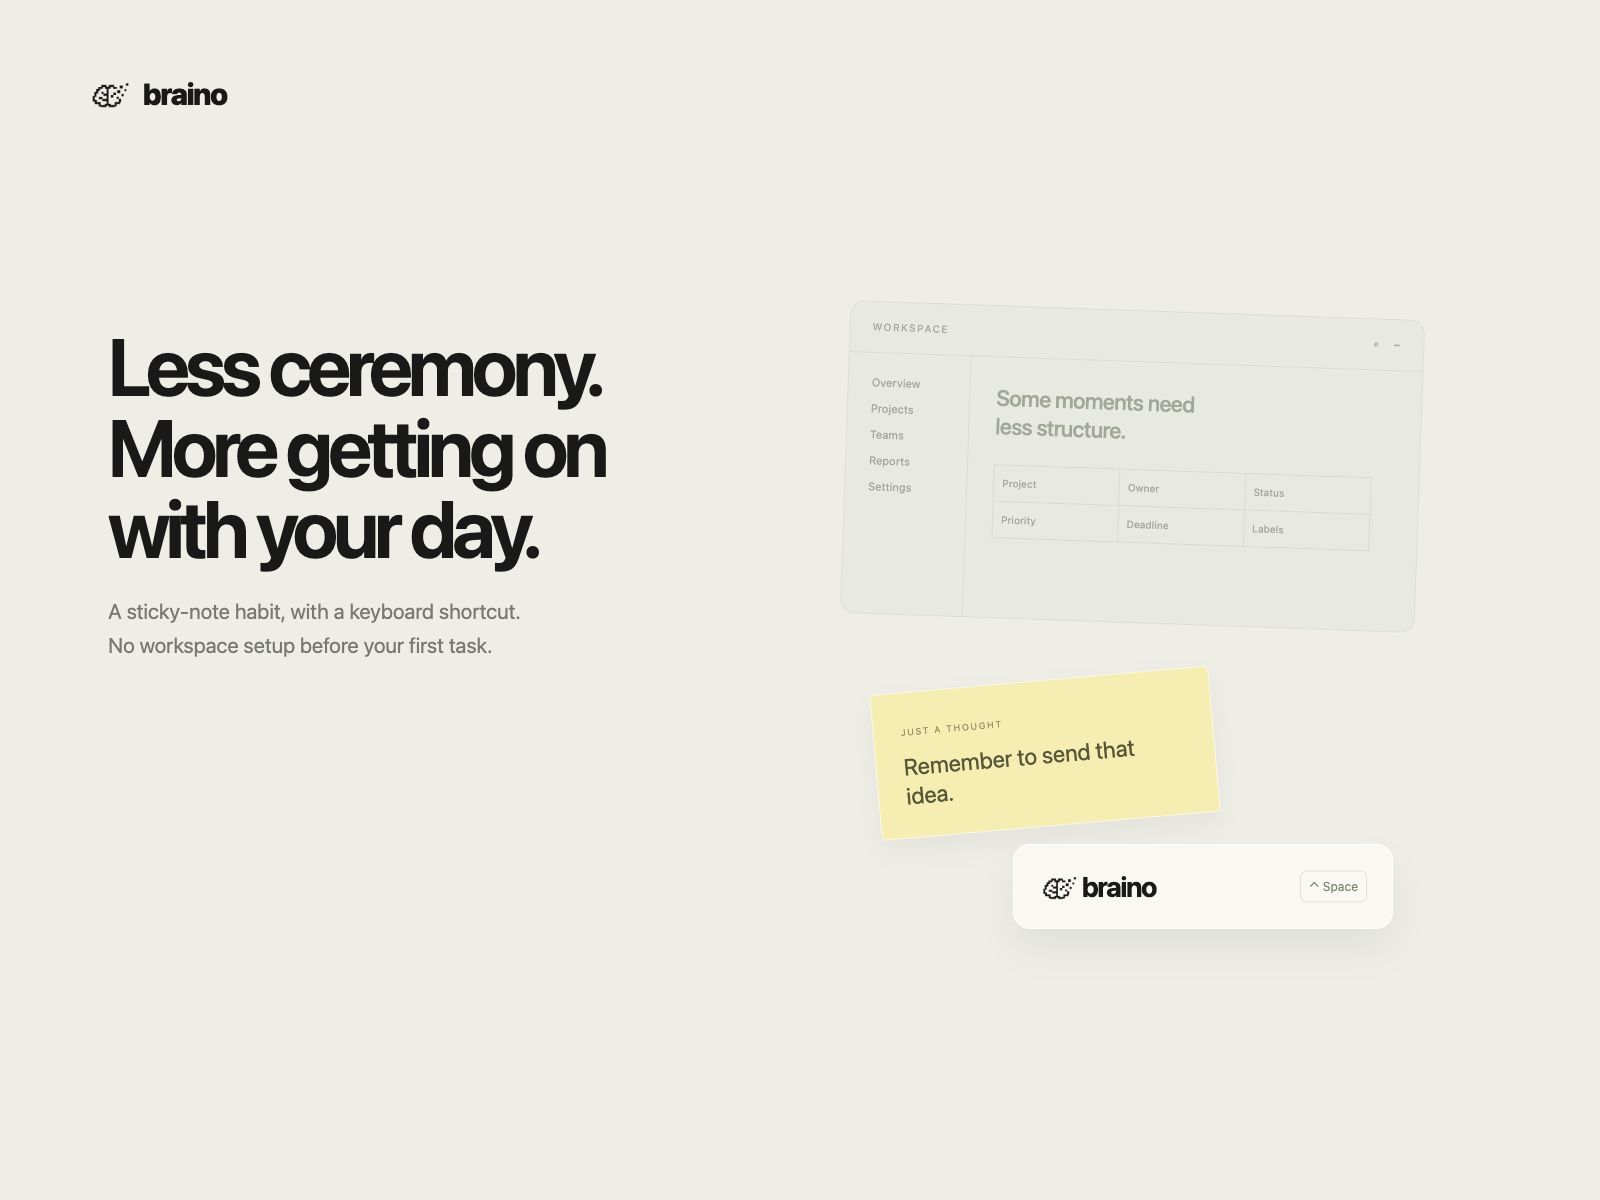 braino
Less ceremony.
More getting on
with your day.
A sticky-note habit, with a keyboard shortcut.
No workspace setup before your first task.
WORKSPACE
Overview
Projects
Teams
Reports
Settings
Some moments need
less structure.
Project Owner Status
Priority Deadline Labels
JUST A THOUGHT
Remember to send that
idea.
braino
^ Space